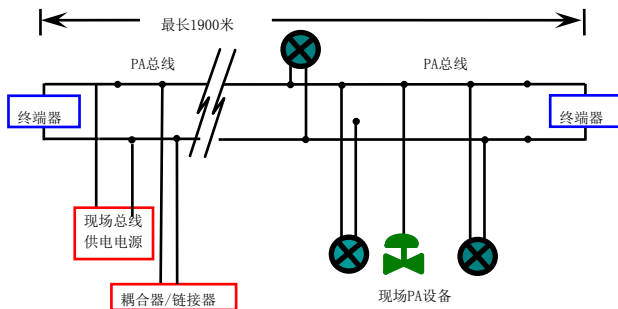 最长1900米
PA总线
PA总线
终端器
终端器
现场总线
供电电源
耦合器/链接器
现场PA设备